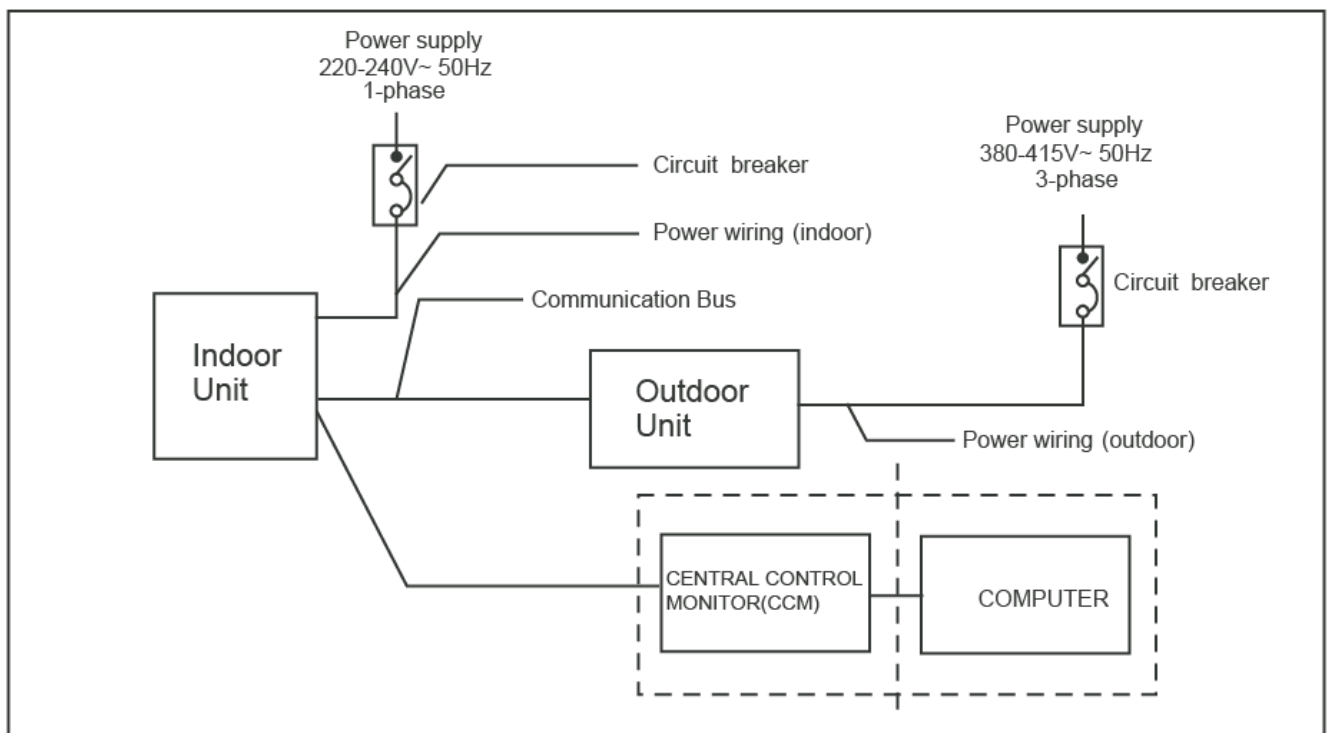 Power supply
220-240V~ 50Hz
1-phase
Power supply
380-415V~ 50Hz
3-phase
Circuit breaker
Power wiring (indoor)
Circuit breaker
Communication Bus
Indoor
Unit
Outdoor
Unit
Power wiring (outdoor)
CENTRAL CONTROL
MONITOR(CCM)
COMPUTER